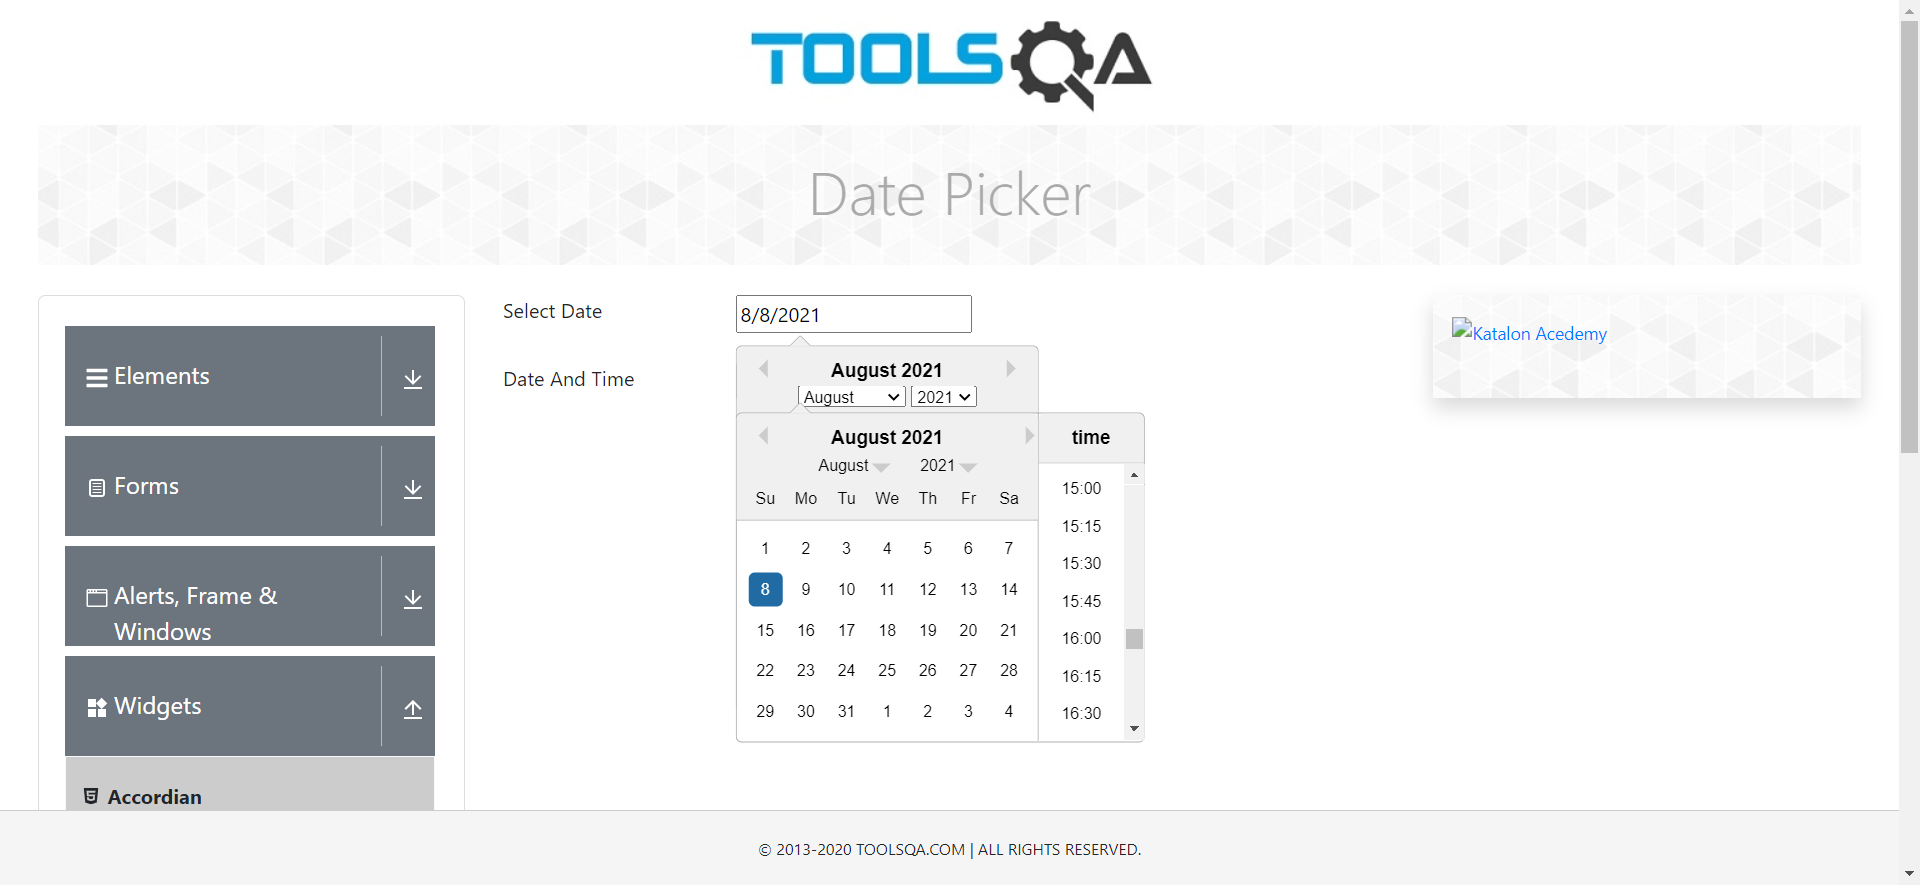 TOOLSQA
Date Picker
Elements
Forms
Alerts, Frame &
Windows
Widgets
Accordian
Select Date
8/8/2021
Date And Time
August 2021
August 2021
August 2021
August 2021
Su Mo Tu We Th Fr Sa
1 2 3 4 5 6 7
8 9 10 11 12 13 14
15 16 17 18 19 20 21
22 23 24 25 26 27 28
29 30 31 1 2 3 4
time
15:00
15:15
15:30
15:45
16:00
16:15
16:30
Katalon Acedemy
© 2013-2020 TOOLSQA.COM | ALL RIGHTS RESERVED.